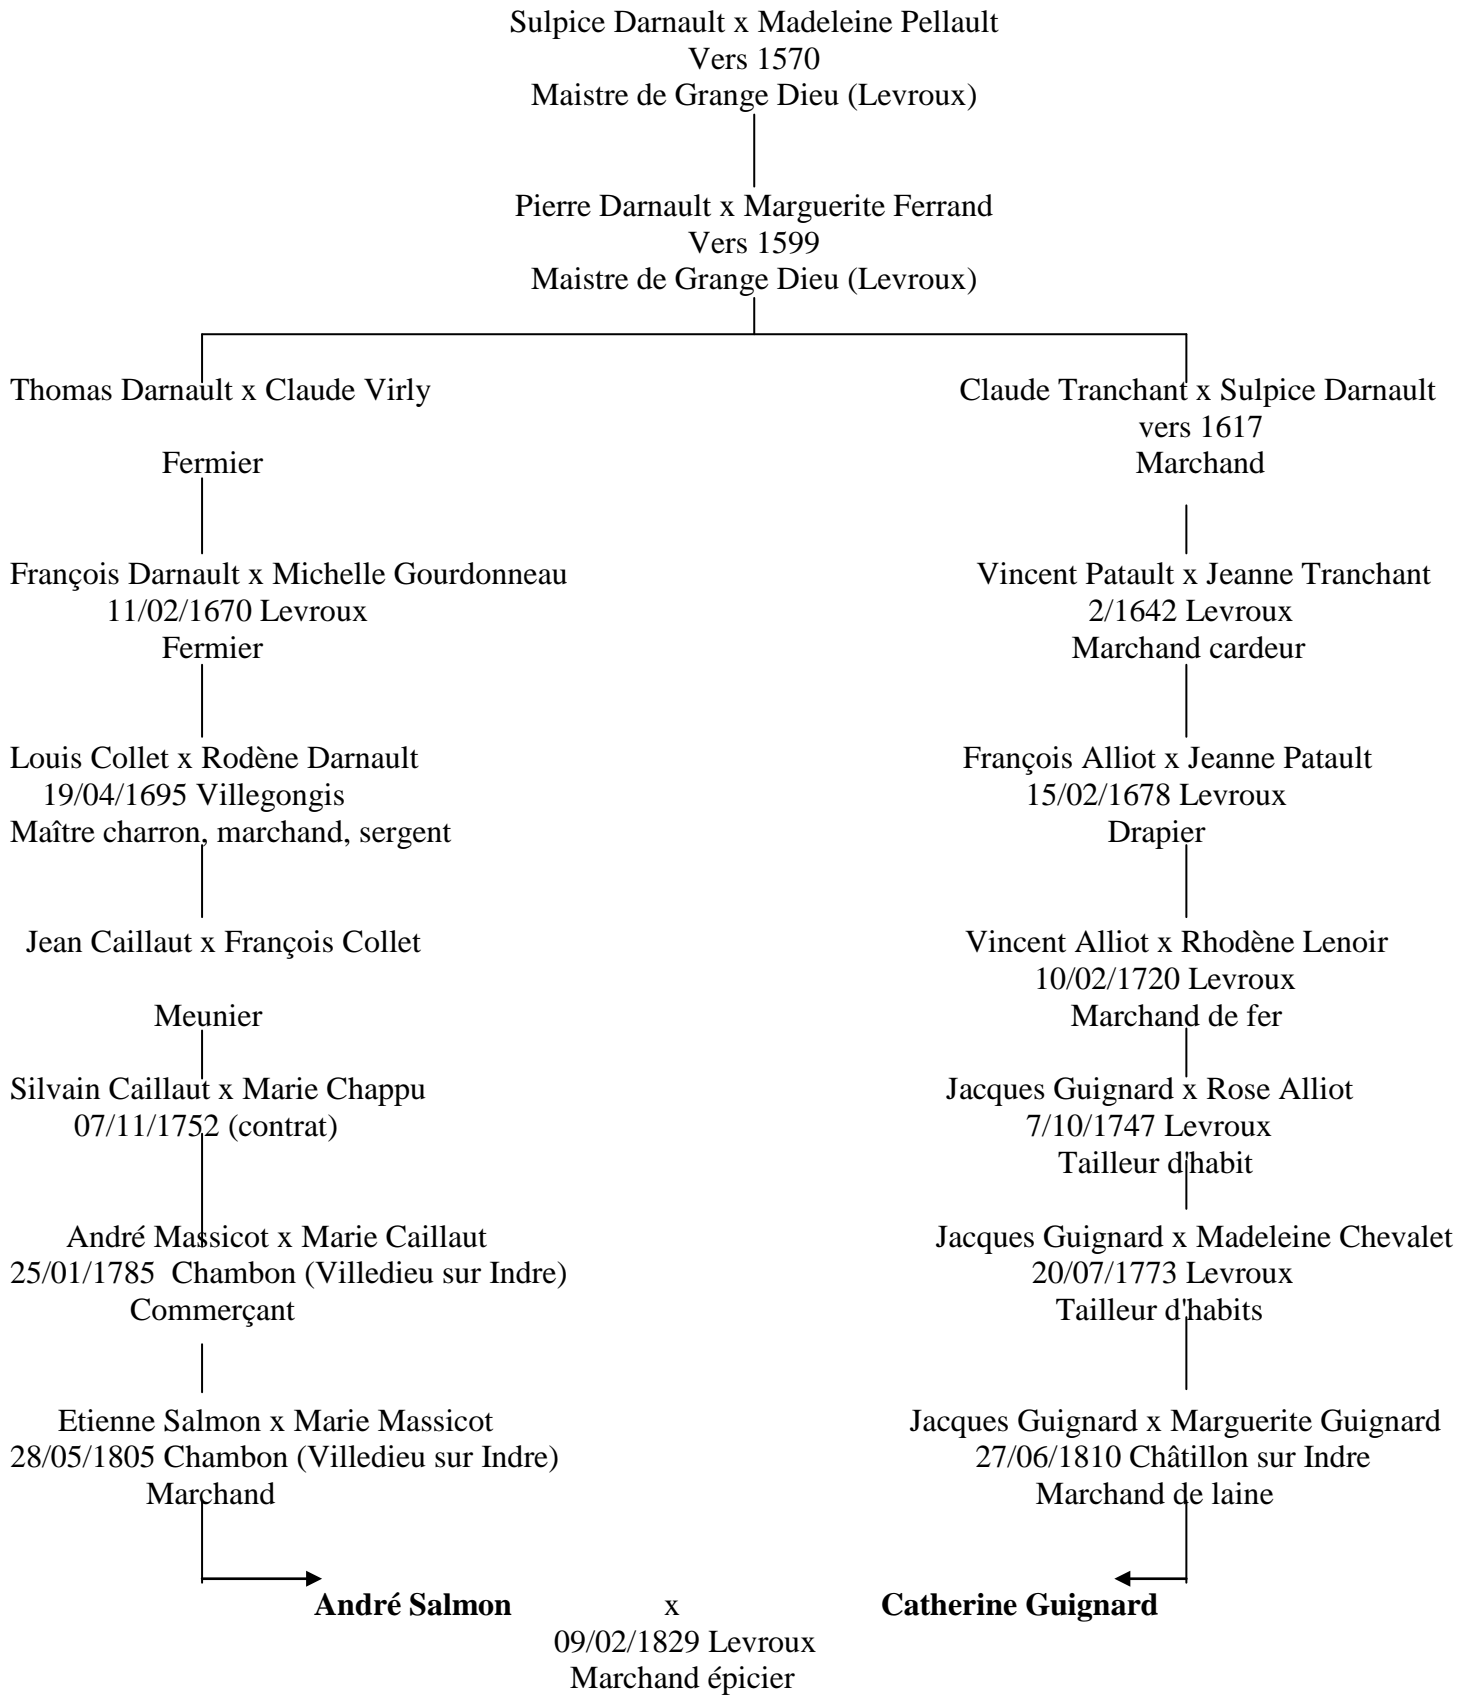 Sulpice Darnault x Madeleine Pellault
Vers 1570
Maistre de Grange Dieu (Levroux)
Pierre Darnault x Marguerite Ferrand
Vers 1599
Maistre de Grange Dieu (Levroux)
Thomas Darnault x Claude Virly
Fermier
François Darnault x Michelle Gourdonneau
11/02/1670 Levroux
Fermier
Louis Collet x Rodène Darnault
19/04/1695 Villegongis
Maître charron, marchand, sergent
Jean Caillaut x François Collet
Meunier
Silvain Caillaut x Marie Chappu
07/11/1752 (contrat)
André Massicot x Marie Caillaut
25/01/1785 Chambon (Villedieu sur Indre)
Commerçant
Etienne Salmon x Marie Massicot
28/05/1805 Chambon (Villedieu sur Indre)
Marchand
Claude Tranchant x Sulpice Darnault
vers 1617
Marchand
Vincent Patault x Jeanne Tranchant
2/1642 Levroux
Marchand cardeur
François Alliot x Jeanne Patault
15/02/1678 Levroux
Drapier
Vincent Alliot x Rhodène Lenoir
10/02/1720 Levroux
Marchand de fer
Jacques Guignard x Rose Alliot
7/10/1747 Levroux
Tailleur d'habit
Jacques Guignard x Madeleine Chevalet
20/07/1773 Levroux
Tailleur d'habits
Jacques Guignard x Marguerite Guignard
27/06/1810 Châtillon sur Indre
Marchand de laine
André Salmon x Catherine Guignard
09/02/1829 Levroux
Marchand épicier